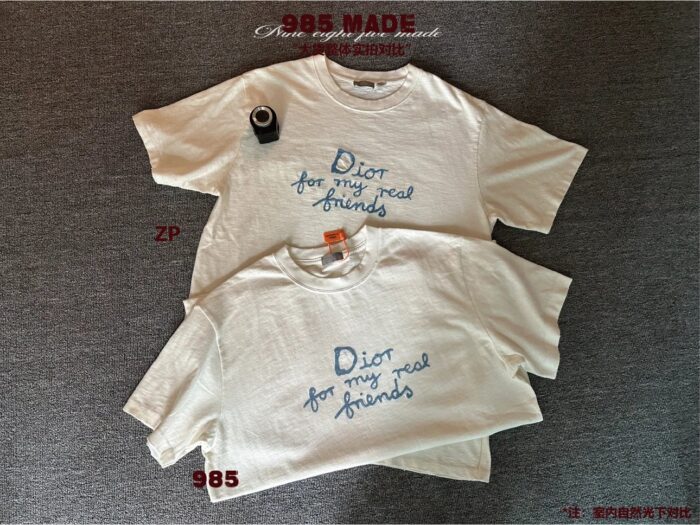 985 MADE
Nine eight five made
"大货整体实拍对比"
Dior
for my real
friends
ZP
Dior
for my real
friends
985
*注：室内自然光下对比